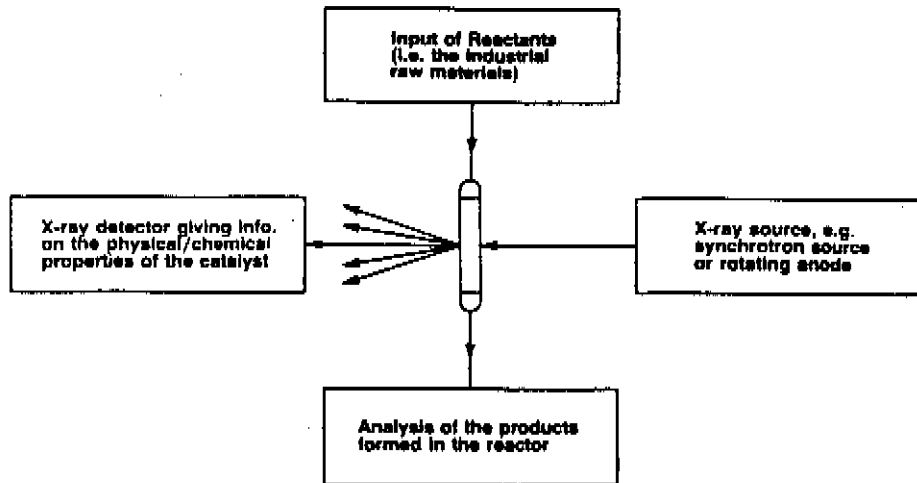 Input of Reactants
(i.e. the industrial
raw materials)
X-ray detector giving info.
on the physical/chemical
properties of the catalyst
X-ray source, e.g.
synchrotron source
or rotating anode
Analysis of the products
formed in the reactor